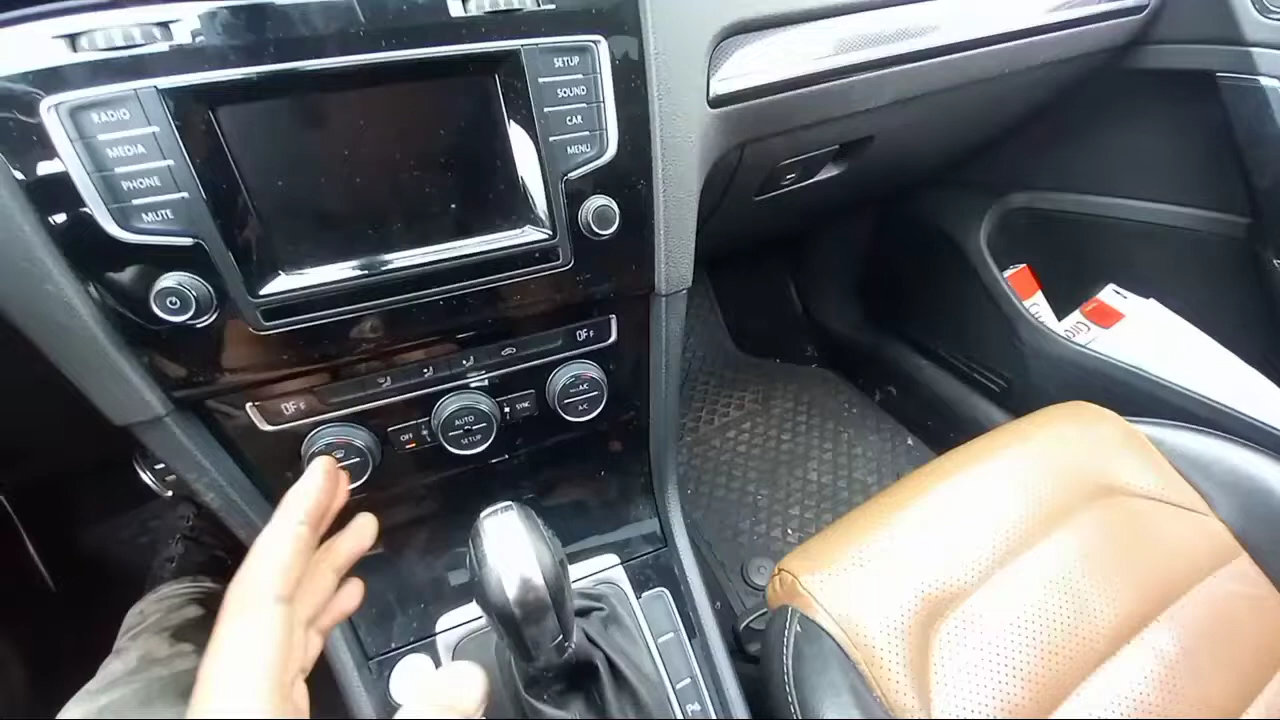 RADIO
MEDIA
PHONE
MUTE
SETUP
SOUND
CAR
MENU
OFF
OFF
OFF
AUTO
SETUP
SYNC
A/C
A/C